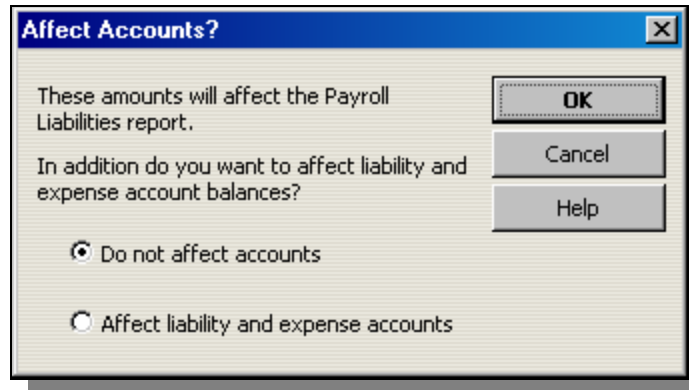 Affect Accounts?
These amounts will affect the Payroll
Liabilities report.
In addition do you want to affect liability and
expense account balances?
Do not affect accounts
Affect liability and expense accounts
OK
Cancel
Help